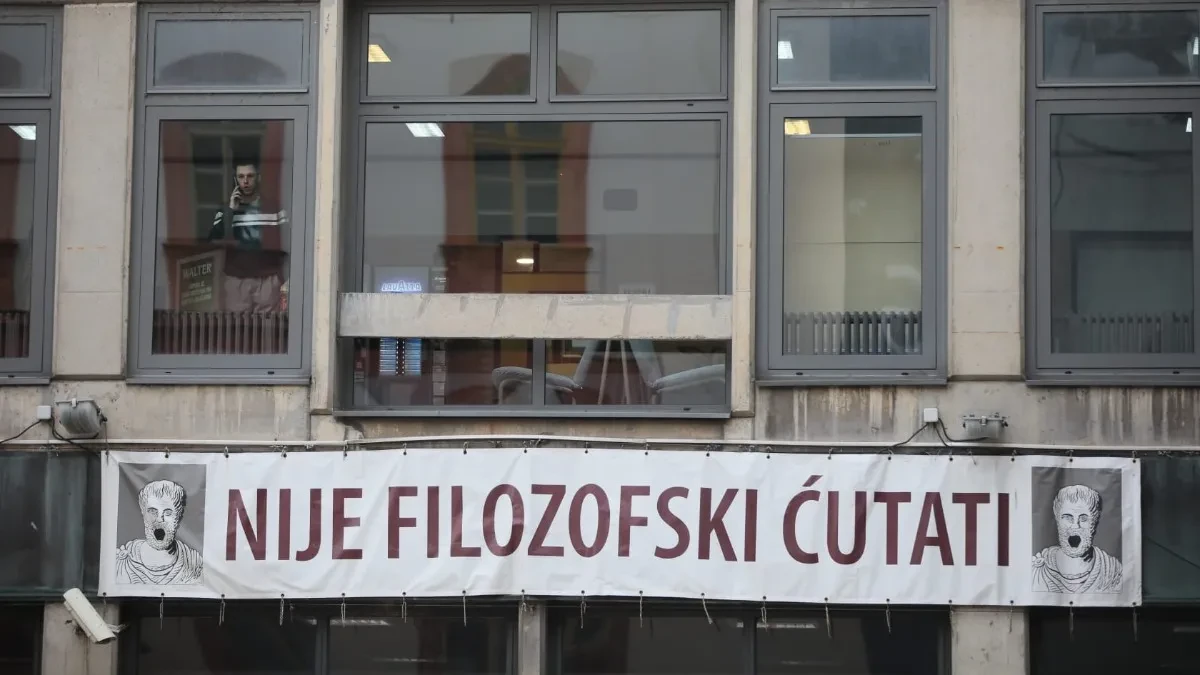 WALTER
NIJE FILOZOFSKI ĆUTATI